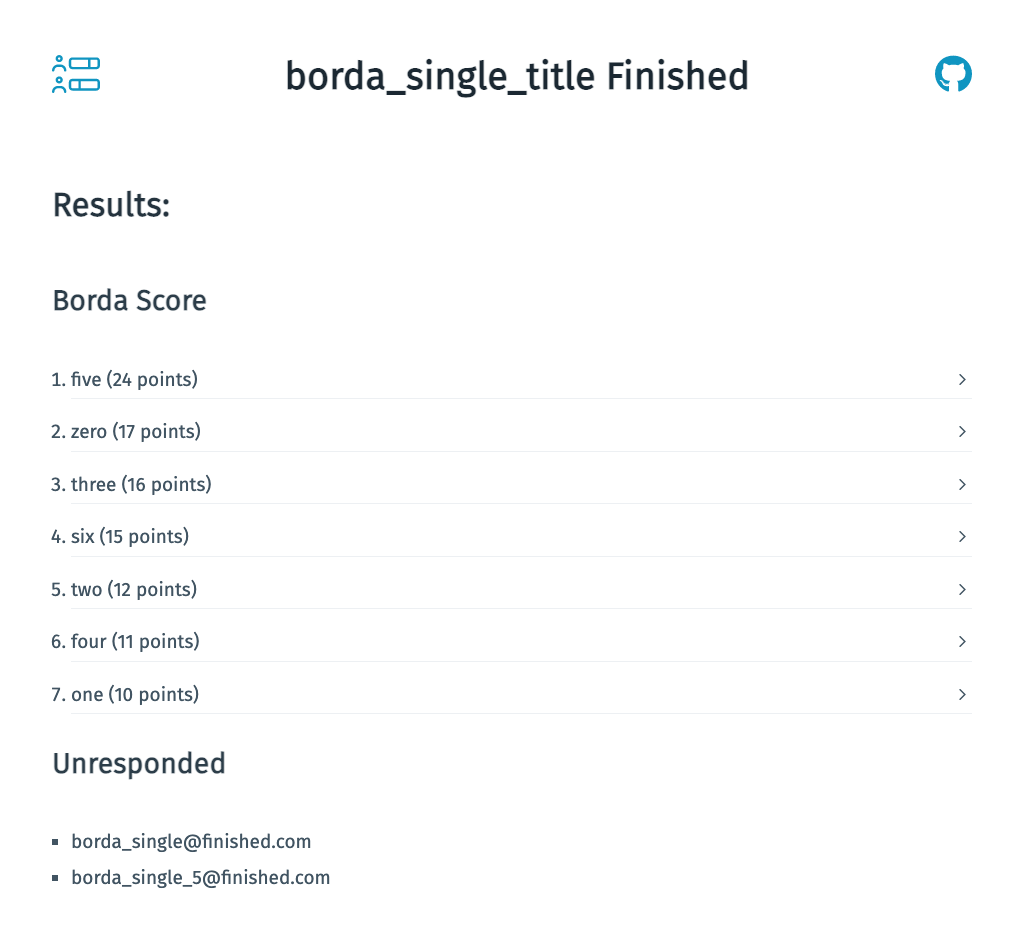 borda_single_title Finished
Results:
Borda Score
1. five (24 points)
2. zero (17 points)
3. three (16 points)
4. six (15 points)
5. two (12 points)
6. four (11 points)
7. one (10 points)
Unresponded
▪ borda_single@finished.com
▪ borda_single_5@finished.com